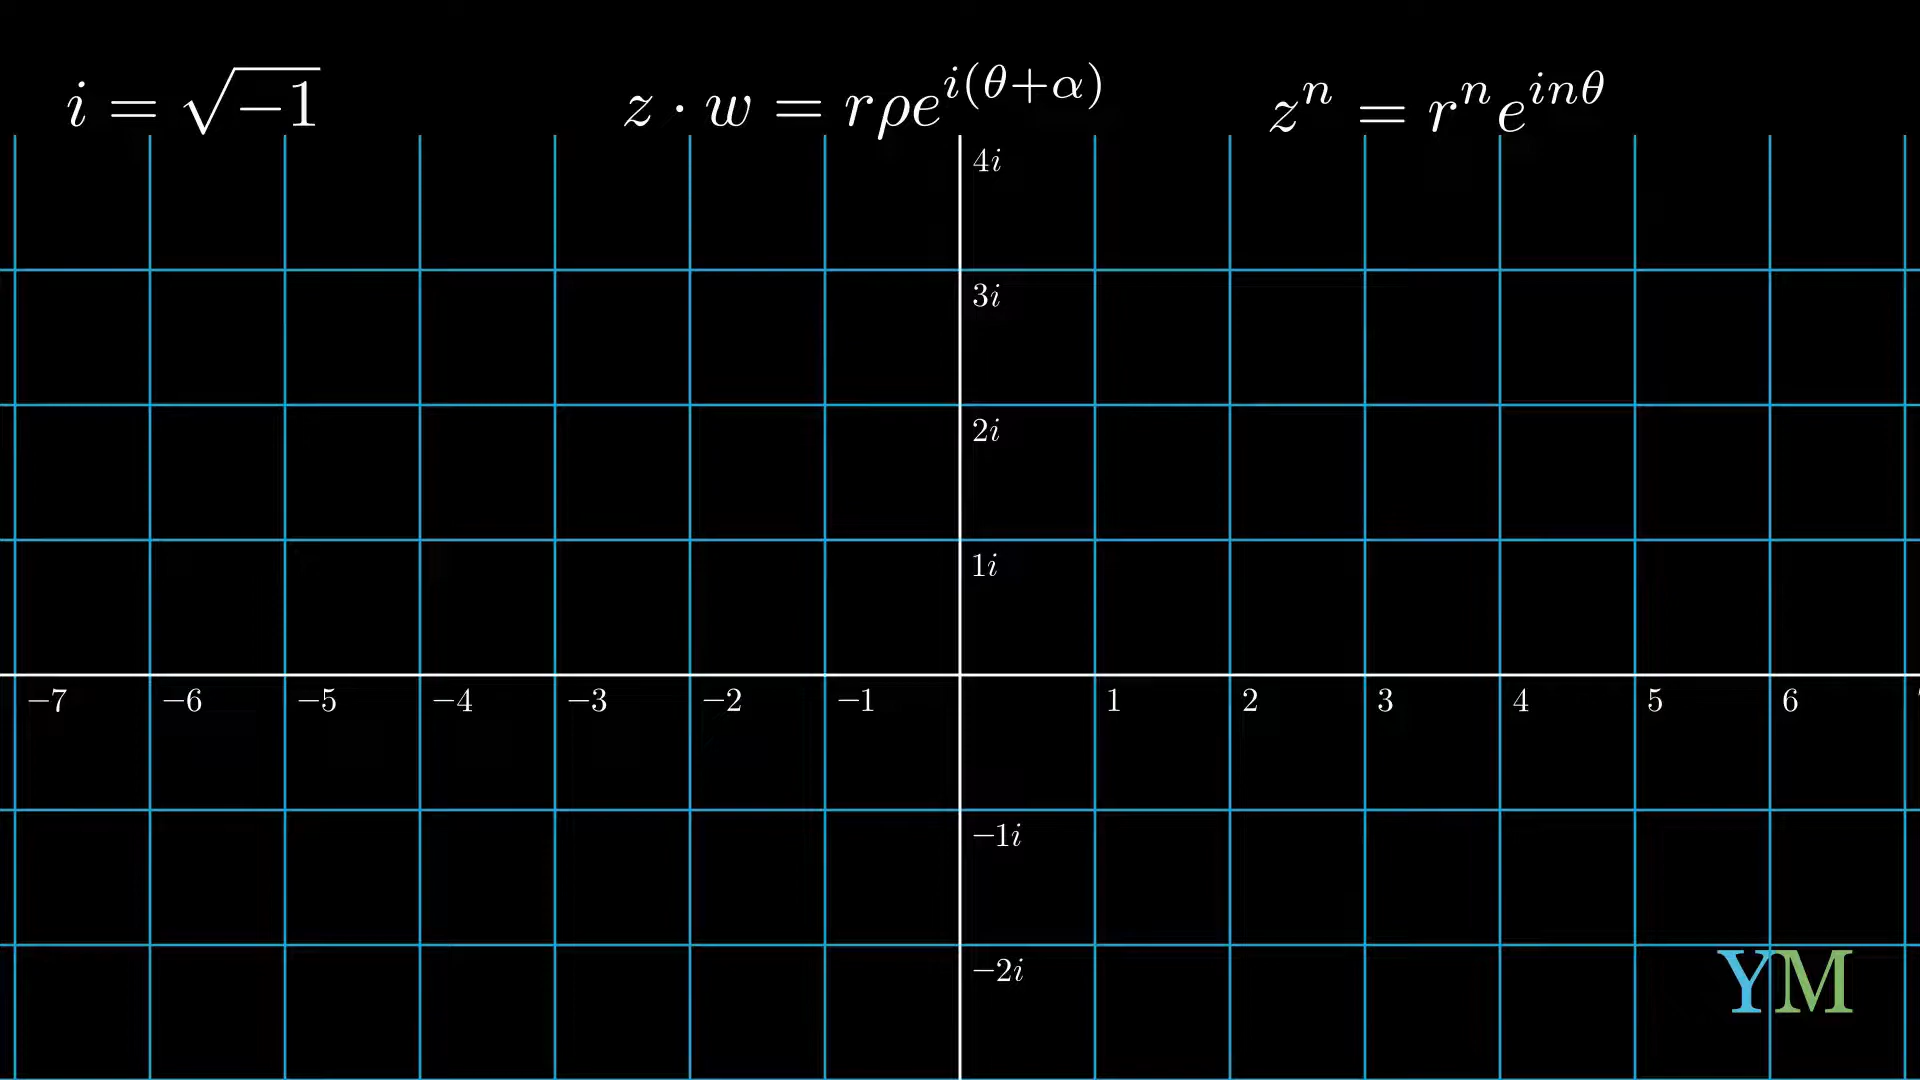 i = √−1
z · w = rρe^{i(θ+α)}
z^n = r^n e^{inθ}
4i
3i
2i
1i
−7 −6 −5 −4 −3 −2 −1 1 2 3 4 5 6
−1i
−2i
YM